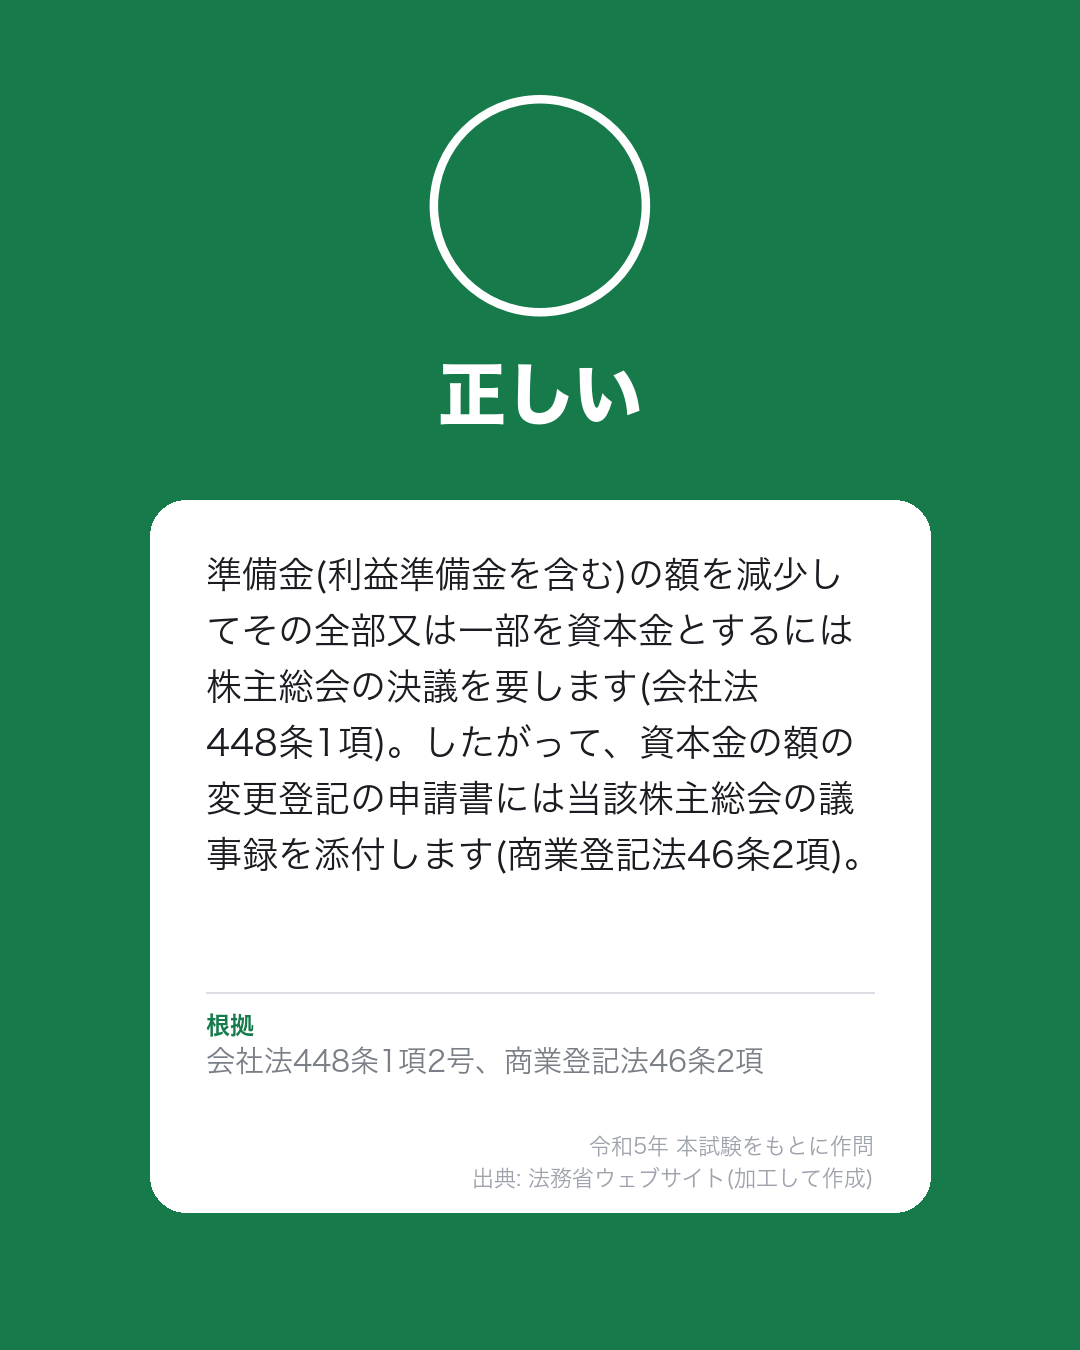 正しい
準備金(利益準備金を含む)の額を減少し
てその全部又は一部を資本金とするには
株主総会の決議を要します(会社法
448条1項)。したがって、資本金の額の
変更登記の申請書には当該株主総会の議
事録を添付します(商業登記法46条2項)。
根拠
会社法448条1項2号、商業登記法46条2項
令和5年 本試験をもとに作問
出典: 法務省ウェブサイト(加工して作成)